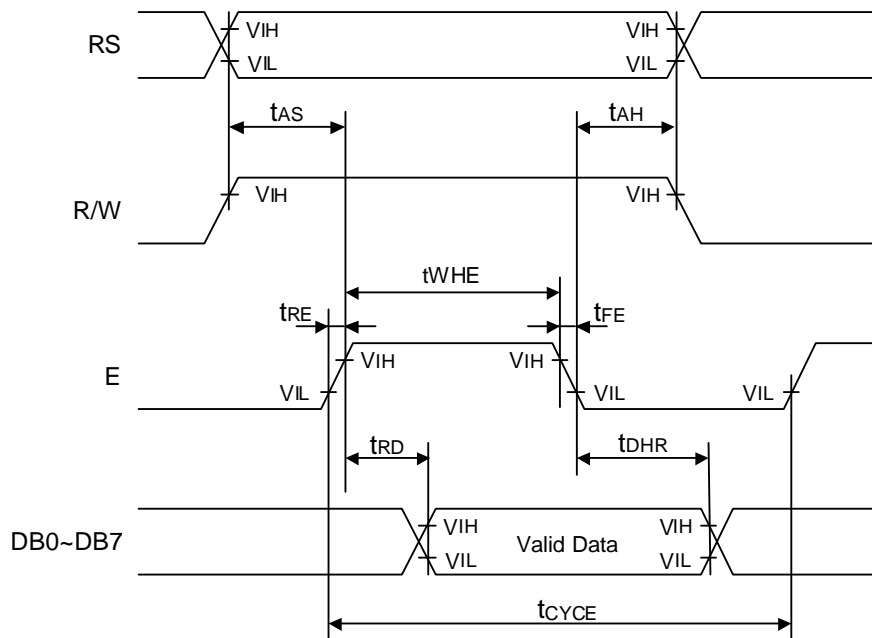 RS
VIH
VIH
VIL
VIL
tAS
tAH
R/W
VIH
VIH
tWHE
tRE
tFE
E
VIH
VIH
VIL
VIL
VIL
tRD
tDHR
DB0~DB7
VIH
Valid Data
VIH
VIL
VIL
tCYCE